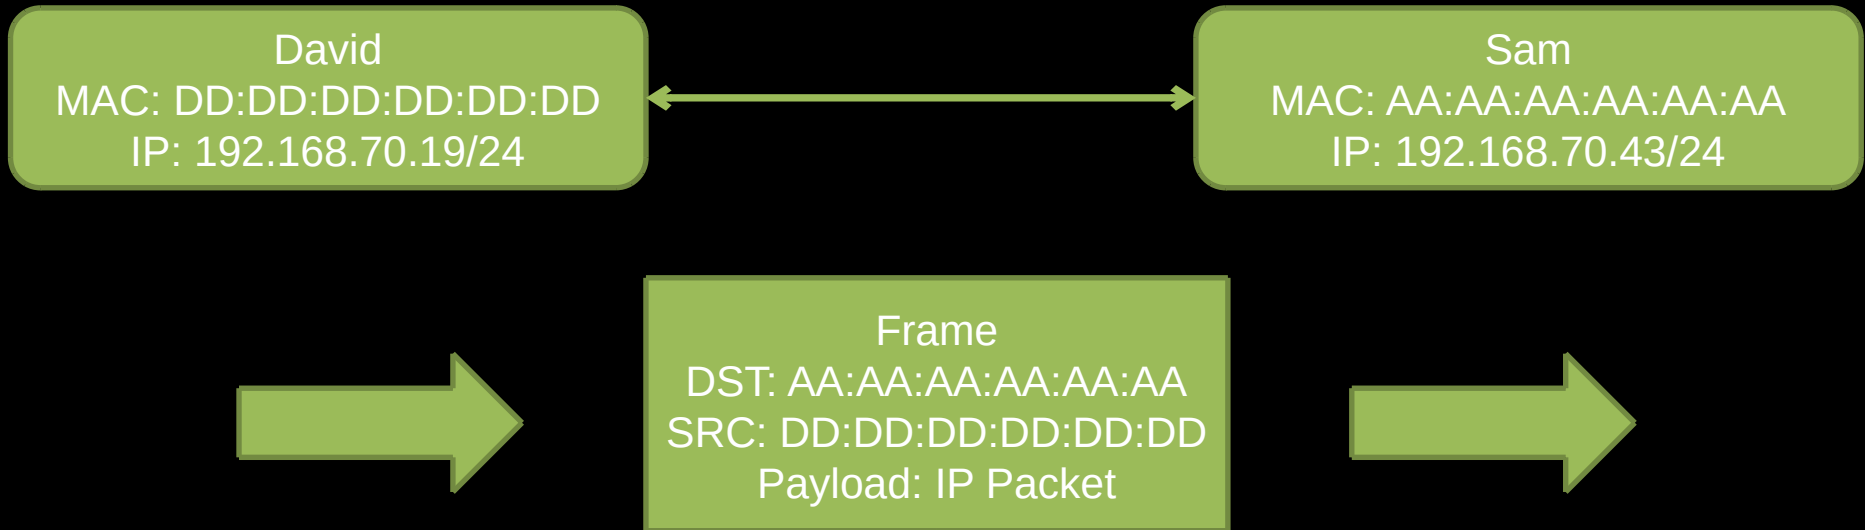 David
MAC: DD:DD:DD:DD:DD:DD
IP: 192.168.70.19/24
Sam
MAC: AA:AA:AA:AA:AA:AA
IP: 192.168.70.43/24
Frame
DST: AA:AA:AA:AA:AA:AA
SRC: DD:DD:DD:DD:DD:DD
Payload: IP Packet